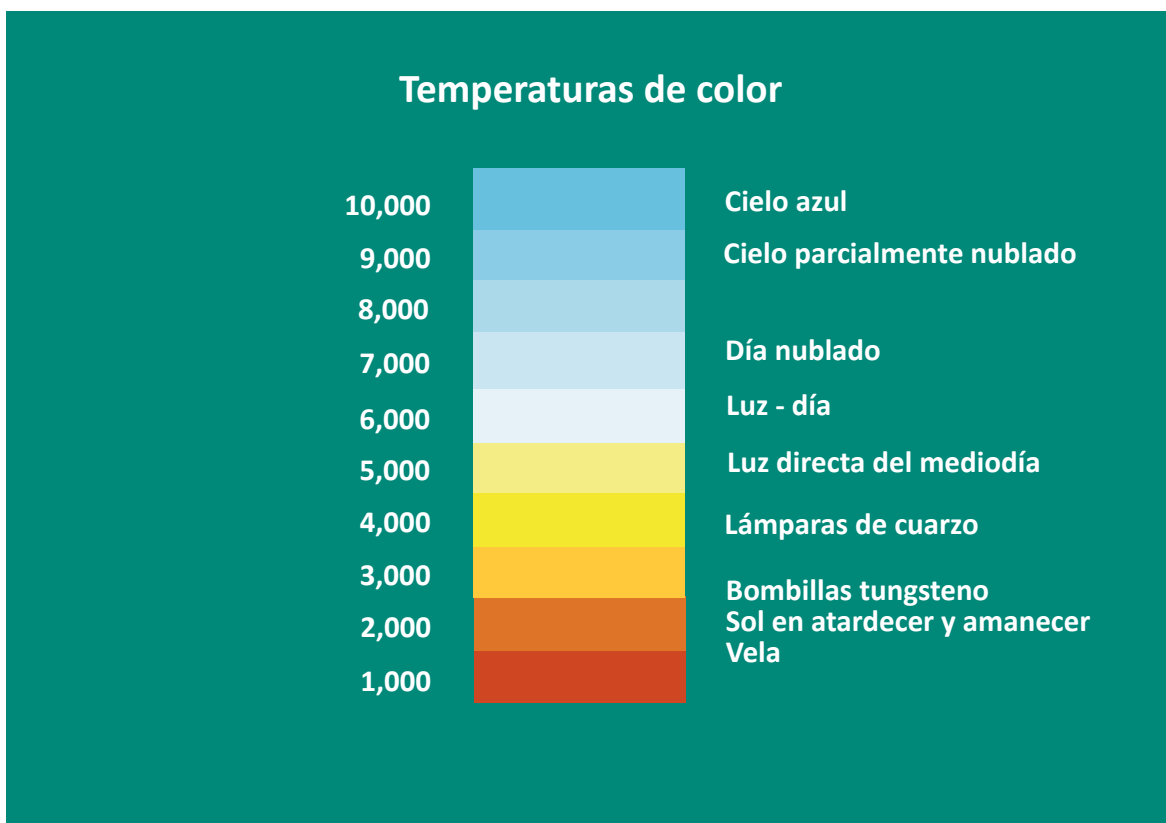 Temperaturas de color
10,000 Cielo azul
9,000 Cielo parcialmente nublado
8,000
7,000 Día nublado
6,000 Luz - día
5,000 Luz directa del mediodía
4,000 Lámparas de cuarzo
3,000 Bombillas tungsteno
2,000 Sol en atardecer y amanecer
Vela
1,000